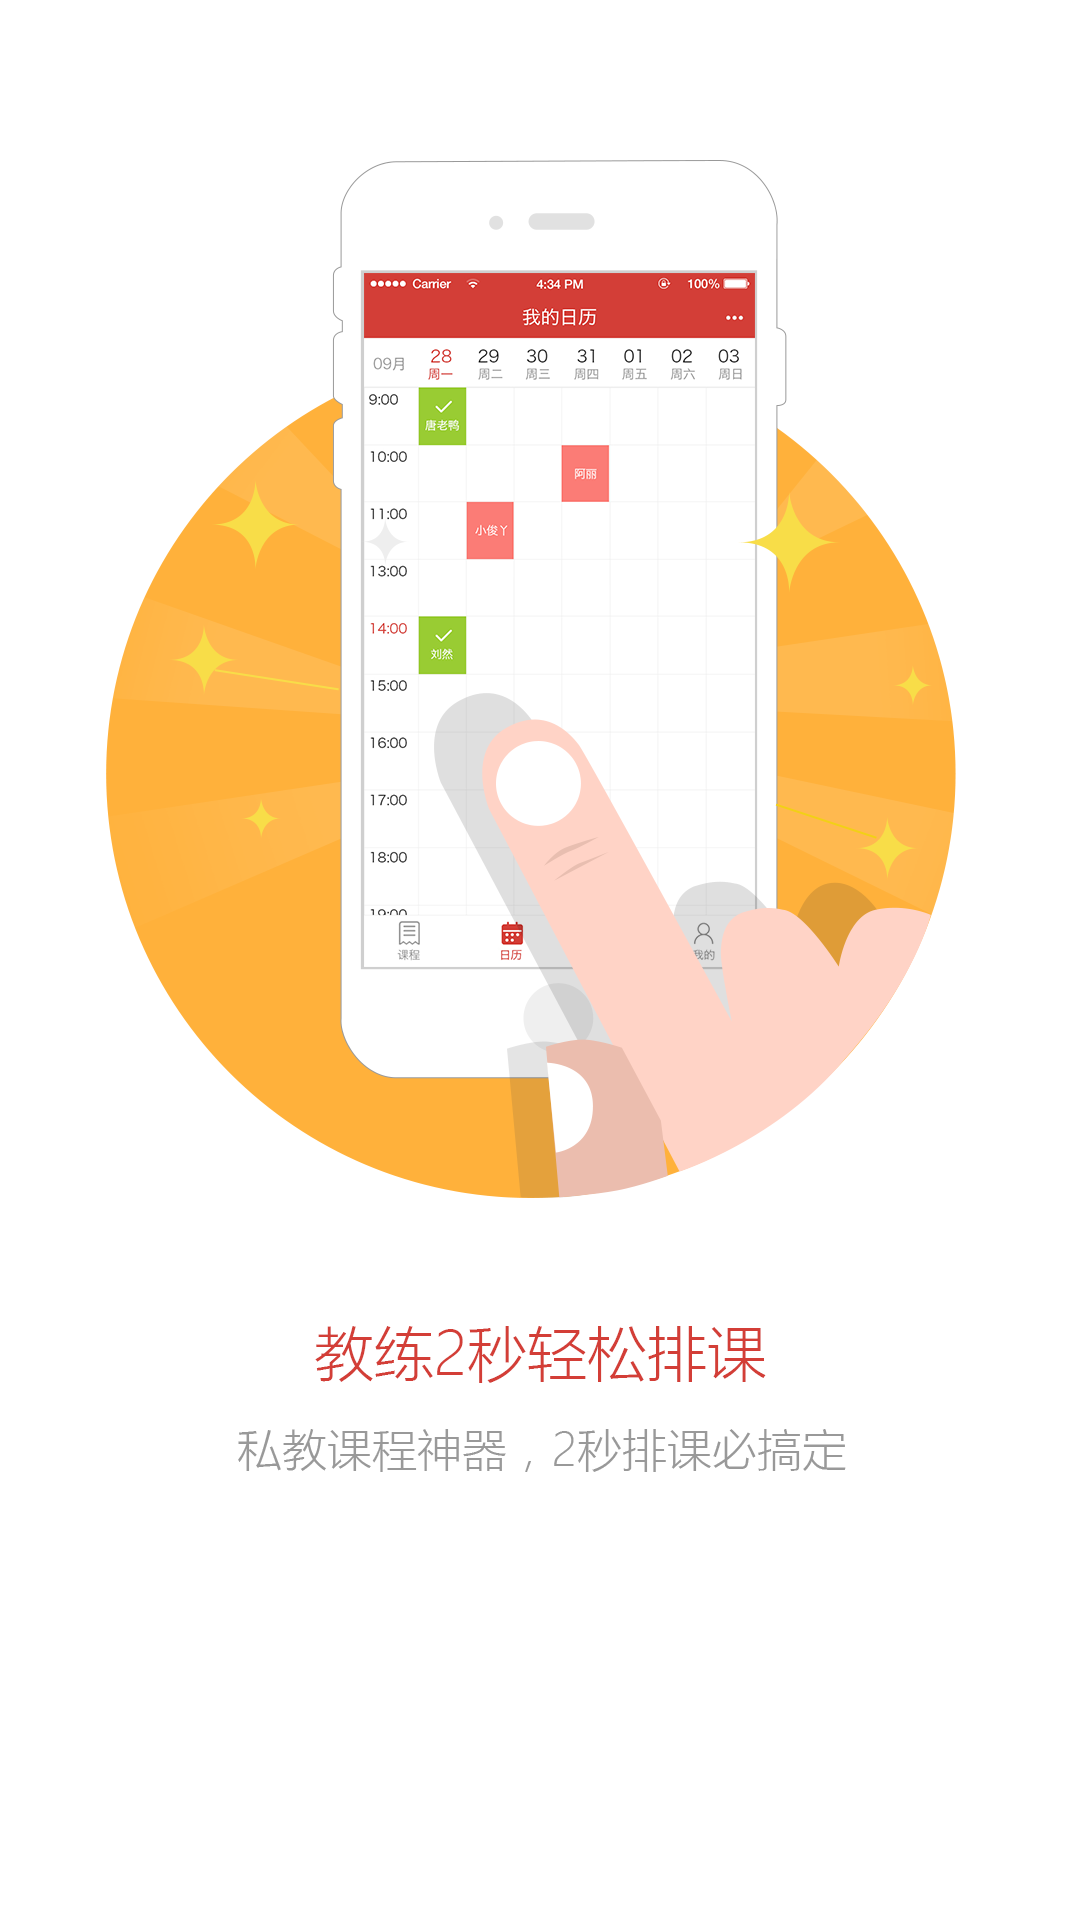 Carrier 4:34 PM 100%
我的日历
09月 28 29 30 31 01 02 03
周一 周二 周三 周四 周五 周六 周日
9:00 唐老鸭
10:00 阿丽
11:00 小俊丫
13:00
14:00 刘然
15:00
16:00
17:00
18:00
19:00
课程 日历 我的
教练2秒轻松排课
私教课程神器，2秒排课必搞定